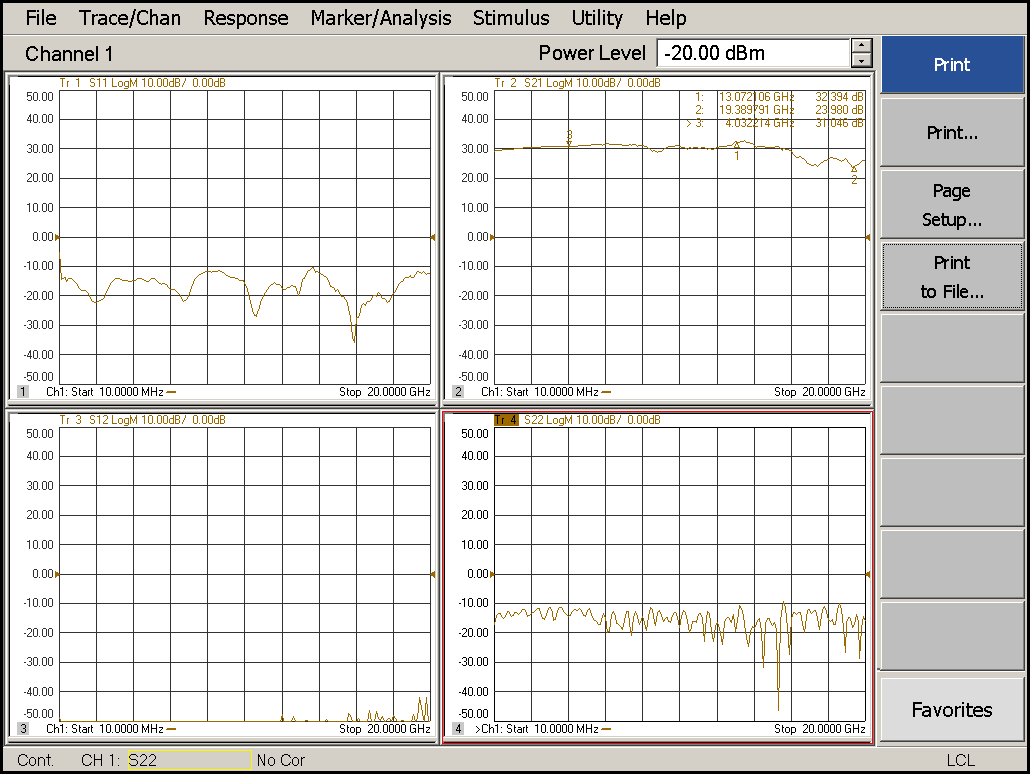 File Trace/Chan Response Marker/Analysis Stimulus Utility Help
Channel 1 Power Level -20.00 dBm
Print
Print...
Page
Setup...
Print
to File...
Favorites
Tr 1 S11 LogM 10.00dB/ 0.00dB
50.00
40.00
30.00
20.00
10.00
0.00
-10.00
-20.00
-30.00
-40.00
-50.00
1 Ch1: Start 10.0000 MHz Stop 20.0000 GHz
Tr 2 S21 LogM 10.00dB/ 0.00dB
1: 13.072106 GHz 32.394 dB
2: 19.389791 GHz 23.980 dB
> 3: 4.032214 GHz 31.046 dB
50.00
40.00
30.00
20.00
10.00
0.00
-10.00
-20.00
-30.00
-40.00
-50.00
3
1
2
2 Ch1: Start 10.0000 MHz Stop 20.0000 GHz
Tr 3 S12 LogM 10.00dB/ 0.00dB
50.00
40.00
30.00
20.00
10.00
0.00
-10.00
-20.00
-30.00
-40.00
-50.00
3 Ch1: Start 10.0000 MHz Stop 20.0000 GHz
Tr 4 S22 LogM 10.00dB/ 0.00dB
50.00
40.00
30.00
20.00
10.00
0.00
-10.00
-20.00
-30.00
-40.00
-50.00
4 >Ch1: Start 10.0000 MHz Stop 20.0000 GHz
Cont. CH 1: S22 No Cor LCL